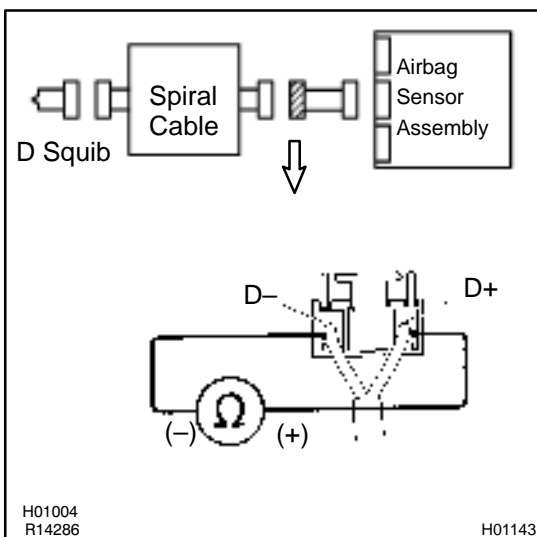 Airbag
Sensor
Assembly
Spiral
Cable
D Squib
D–
D+
Ω
(–)
(+)
H01004
R14286
H01143